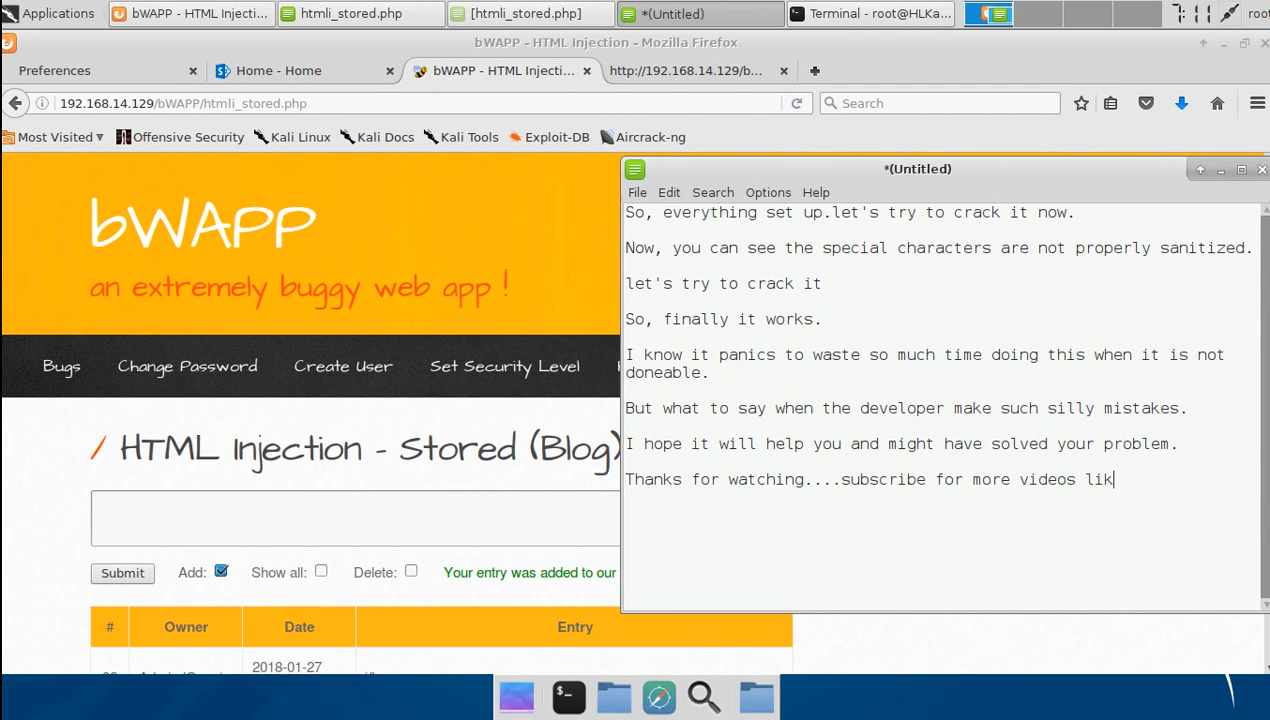 Applications
bWAPP - HTML Injecti...
htmli_stored.php
[htmli_stored.php]
*(Untitled)
Terminal - root@HLKa...
7:11
root
bWAPP - HTML Injection - Mozilla Firefox
Preferences
Home - Home
bWAPP - HTML Injecti...
http://192.168.14.129/b...
192.168.14.129/bWAPP/htmli_stored.php
Search
Most Visited
Offensive Security
Kali Linux
Kali Docs
Kali Tools
Exploit-DB
Aircrack-ng
bWAPP
an extremely buggy web app !
Bugs
Change Password
Create User
Set Security Level
/ HTML Injection - Stored (Blog)
Submit
Add:
Show all:
Delete:
Your entry was added to our
#
Owner
Date
Entry
2018-01-27
*(Untitled)
File
Edit
Search
Options
Help
So, everything set up.let's try to crack it now.
Now, you can see the special characters are not properly sanitized.
let's try to crack it
So, finally it works.
I know it panics to waste so much time doing this when it is not
doneable.
But what to say when the developer make such silly mistakes.
I hope it will help you and might have solved your problem.
Thanks for watching....subscribe for more videos lik